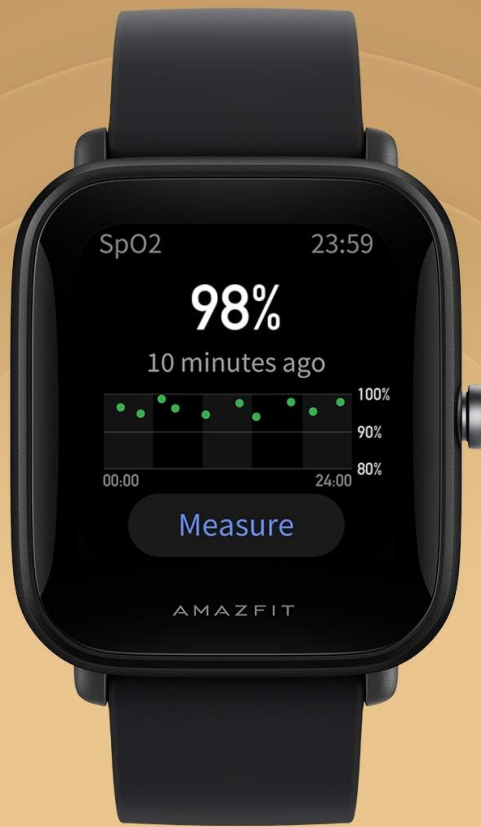 SpO2 23:59
98%
10 minutes ago
100%
90%
80%
00:00 24:00
Measure
AMAZFIT